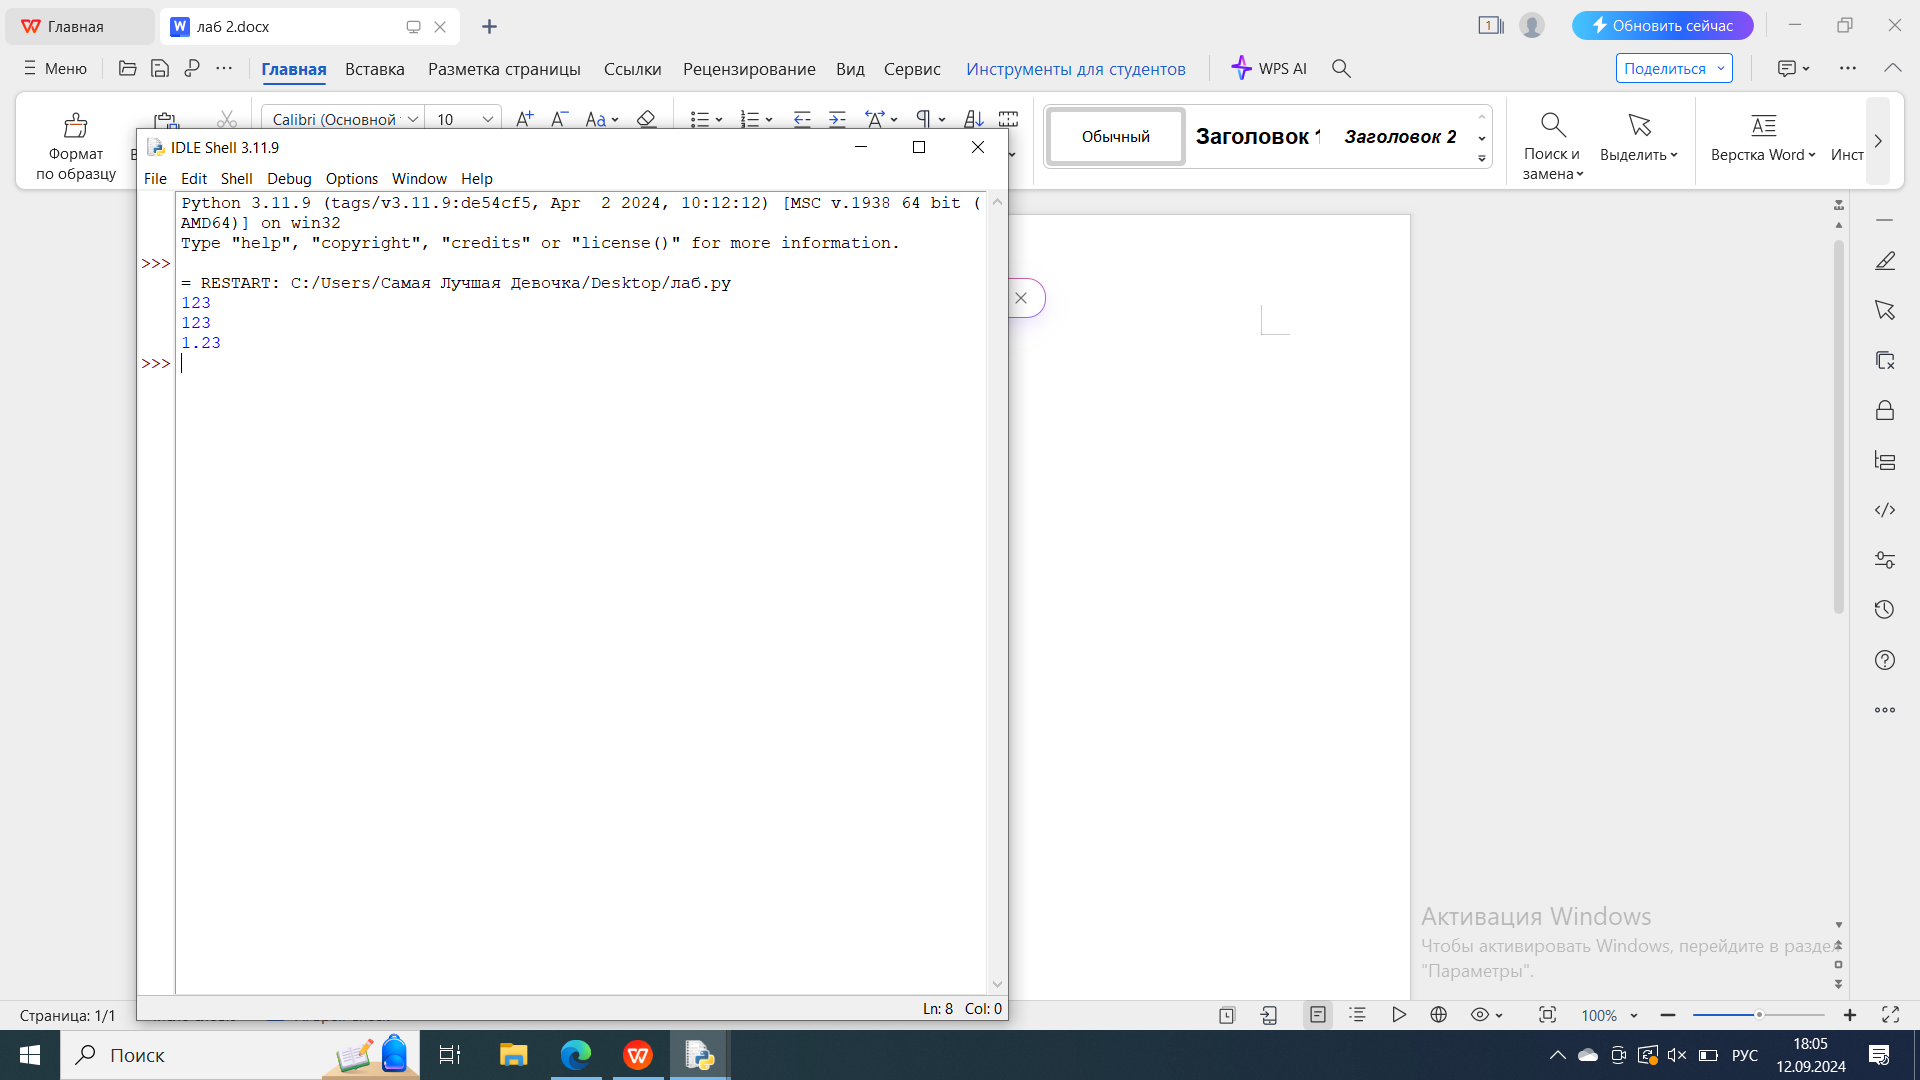 Главная
лаб 2.docx
1
Обновить сейчас
Меню
Главная
Вставка
Разметка страницы
Ссылки
Рецензирование
Вид
Сервис
Инструменты для студентов
WPS AI
Поделиться
Формат
по образцу
Calibri (Основной
10
Обычный
Заголовок
Заголовок 2
Поиск и
замена
Выделить
Верстка Word
Инст
IDLE Shell 3.11.9
File Edit Shell Debug Options Window Help
Python 3.11.9 (tags/v3.11.9:de54cf5, Apr  2 2024, 10:12:12) [MSC v.1938 64 bit (
AMD64)] on win32
Type "help", "copyright", "credits" or "license()" for more information.
>>>
= RESTART: C:/Users/Самая Лучшая Девочка/Desktop/лаб.py
123
123
1.23
>>>
Ln: 8 Col: 0
Активация Windows
Чтобы активировать Windows, перейдите в раздел
"Параметры".
Страница: 1/1
100%
Поиск
РУС
18:05
12.09.2024